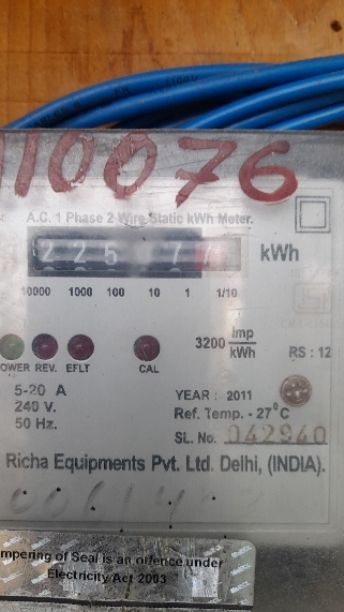 10076
A.C. 1 Phase 2 Wire Static kWh Meter.
kWh
10000 1000 100 10 1 1/10
3200 Imp/kWh
RS : 12
POWER REV. EFLT CAL
5-20 A
240 V.
50 Hz.
YEAR : 2011
Ref. Temp. - 27°C
SL. No. 042940
Richa Equipments Pvt. Ltd. Delhi, (INDIA).
mpering of Seal is an offence under
Electricity Act 2003